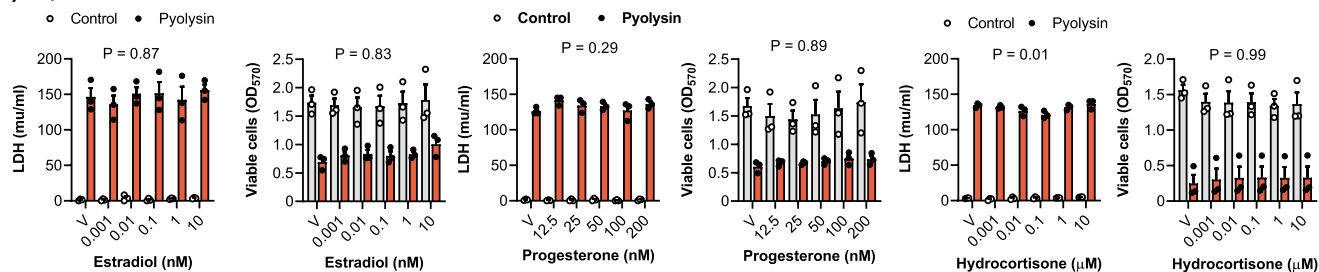 Control Pyolysin
P = 0.87
LDH (mu/ml)
200
150
100
50
0
V 0.001 0.01 0.1 1 10
Estradiol (nM)
P = 0.83
Viable cells (OD570)
2.5
2.0
1.5
1.0
0.5
0
V 0.001 0.01 0.1 1 10
Estradiol (nM)
Control Pyolysin
P = 0.29
LDH (mu/ml)
200
150
100
50
0
V 12.5 25 50 100 200
Progesterone (nM)
P = 0.89
Viable cells (OD570)
2.5
2.0
1.5
1.0
0.5
0
V 12.5 25 50 100 200
Progesterone (nM)
Control Pyolysin
P = 0.01
LDH (mu/ml)
200
150
100
50
0
V 0.001 0.01 0.1 1 10
Hydrocortisone (μM)
P = 0.99
Viable cells (OD570)
2.0
1.5
1.0
0.5
0
V 0.001 0.01 0.1 1 10
Hydrocortisone (μM)